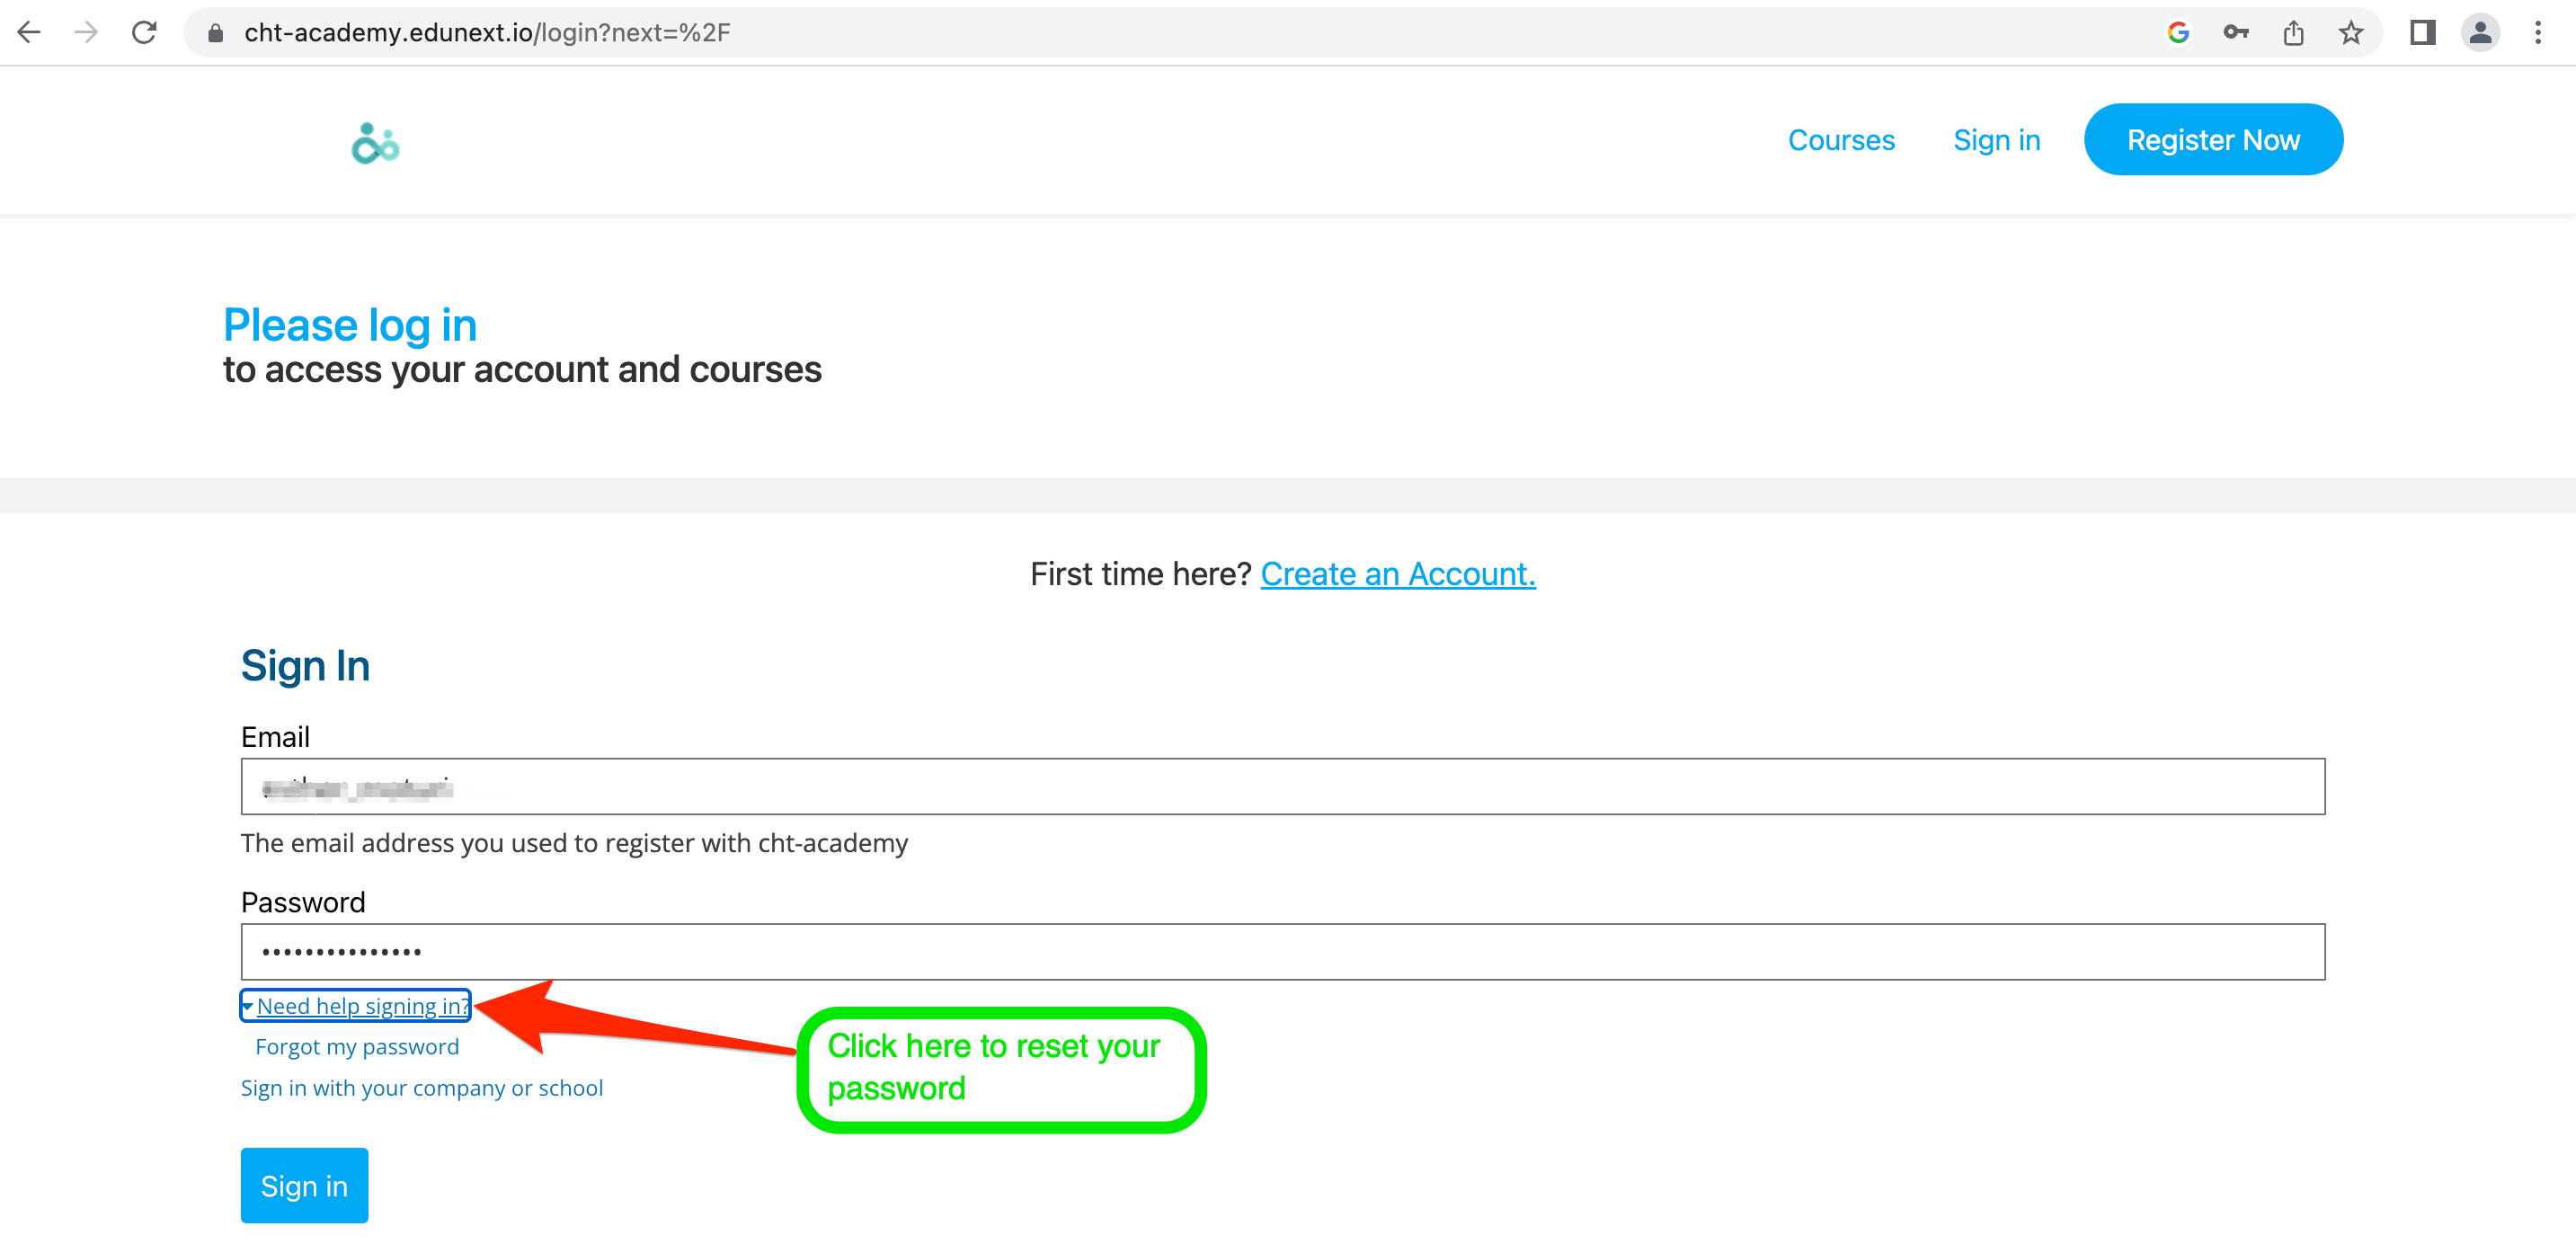 cht-academy.edunext.io/login?next=%2F
Courses
Sign in
Register Now
Please log in
to access your account and courses
First time here? Create an Account.
Sign In
Email
The email address you used to register with cht-academy
Password
Need help signing in?
Forgot my password
Sign in with your company or school
Click here to reset your
password
Sign in